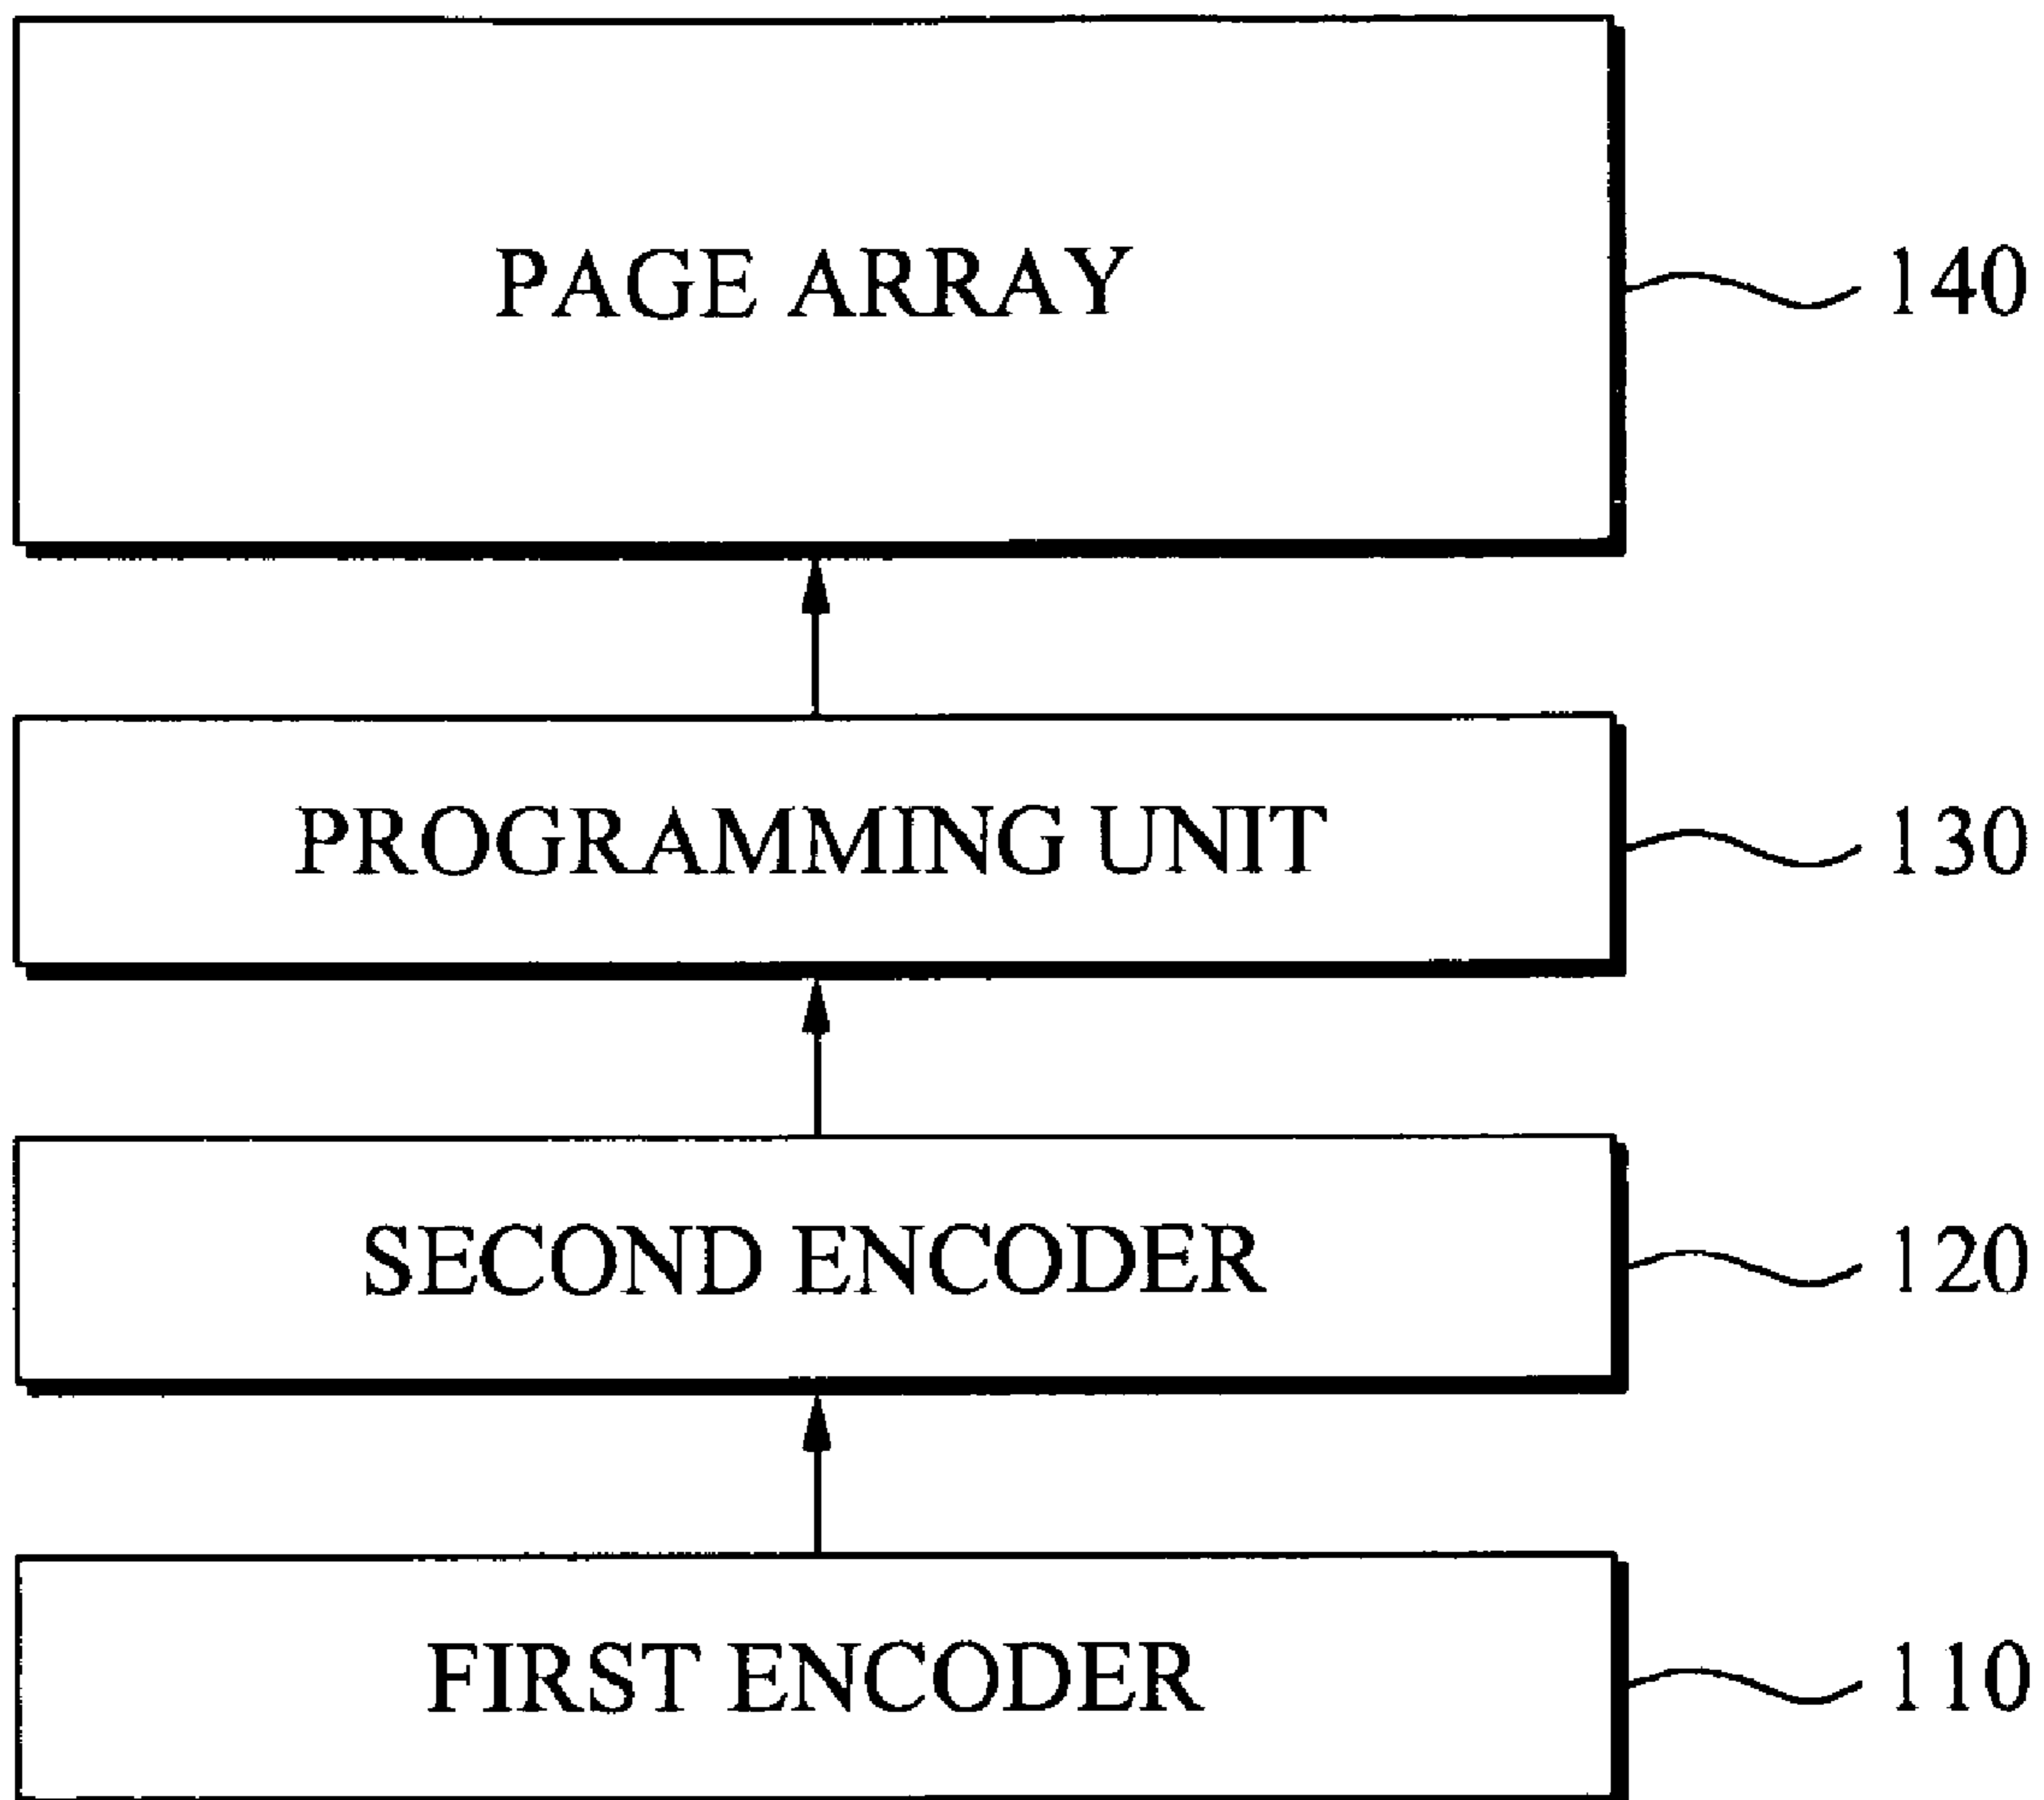 PAGE ARRAY 140
PROGRAMMING UNIT 130
SECOND ENCODER 120
FIRST ENCODER 110